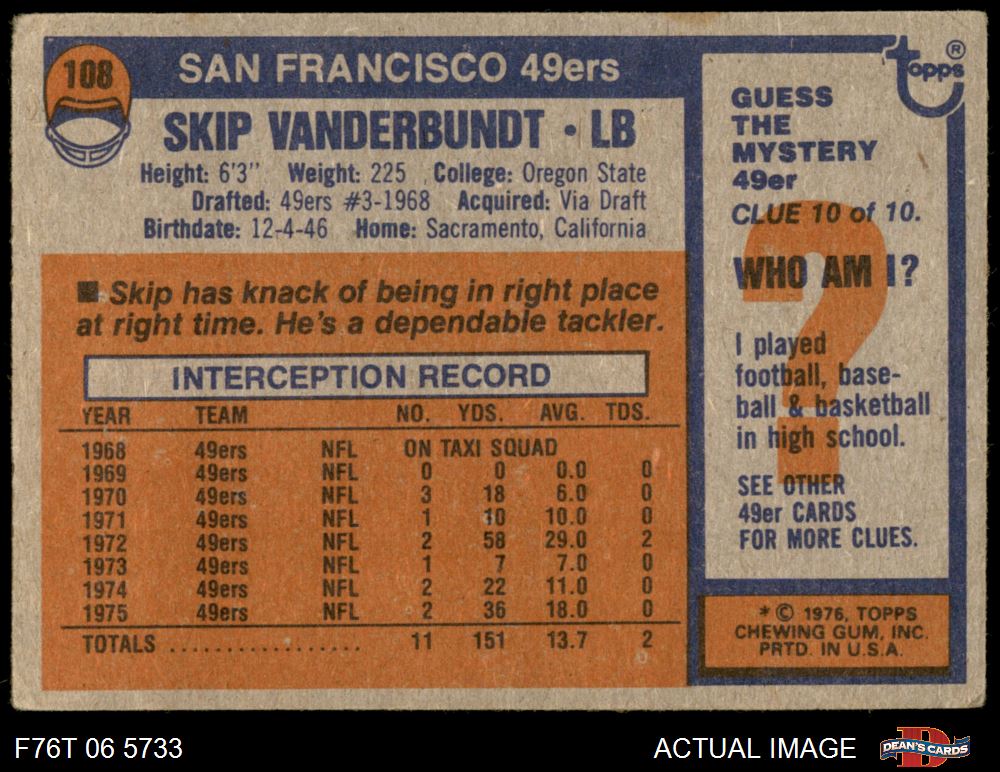 108
SAN FRANCISCO 49ers
SKIP VANDERBUNDT • LB
Height: 6'3" Weight: 225 College: Oregon State
Drafted: 49ers #3-1968 Acquired: Via Draft
Birthdate: 12-4-46 Home: Sacramento, California
■ Skip has knack of being in right place
at right time. He's a dependable tackler.
INTERCEPTION RECORD
YEAR TEAM NO. YDS. AVG. TDS.
1968 49ers NFL ON TAXI SQUAD
1969 49ers NFL 0 0 0.0 0
1970 49ers NFL 3 18 6.0 0
1971 49ers NFL 1 10 10.0 0
1972 49ers NFL 2 58 29.0 2
1973 49ers NFL 1 7 7.0 0
1974 49ers NFL 2 22 11.0 0
1975 49ers NFL 2 36 18.0 0
TOTALS .................. 11 151 13.7 2
topps ®
GUESS
THE
MYSTERY
49er
CLUE 10 of 10.
WHO AM I?
?
I played
football, base-
ball & basketball
in high school.
SEE OTHER
49er CARDS
FOR MORE CLUES.
* © 1976, TOPPS
CHEWING GUM, INC.
PRTD. IN U.S.A.
F76T 06 5733 ACTUAL IMAGE
D
DEAN'S CARDS